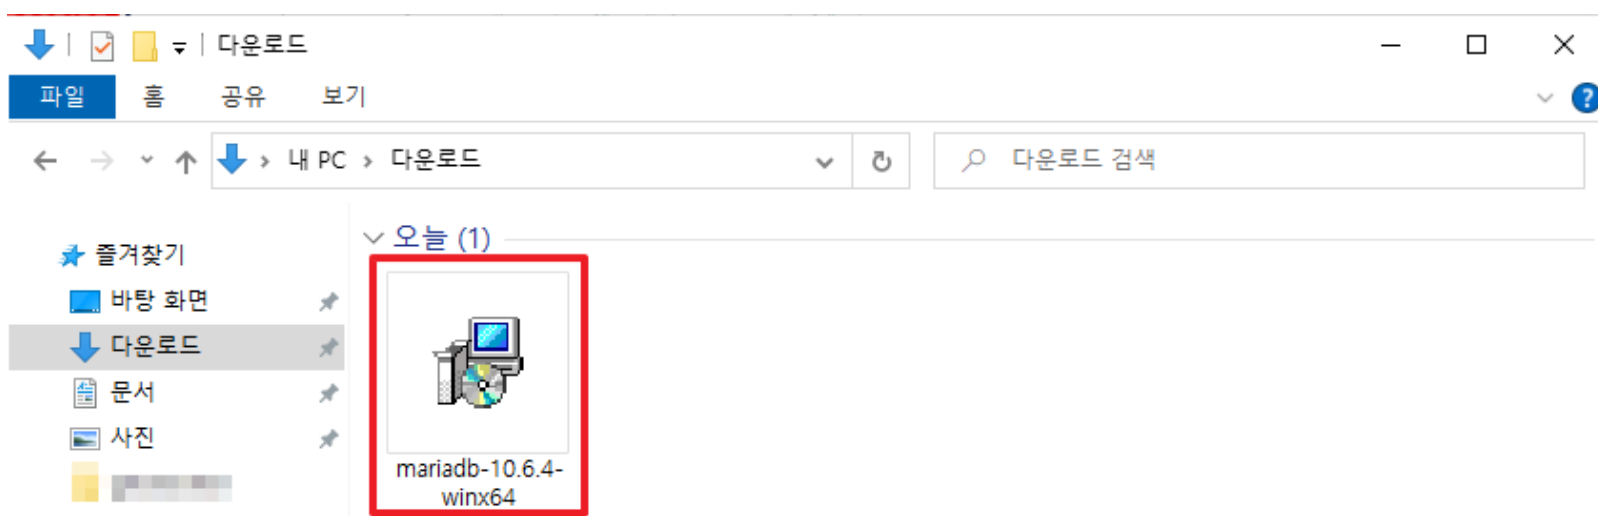 다운로드
파일 홈 공유 보기
내 PC 다운로드 다운로드 검색
오늘 (1)
즐겨찾기
바탕 화면
다운로드
문서
사진
mariadb-10.6.4-
winx64